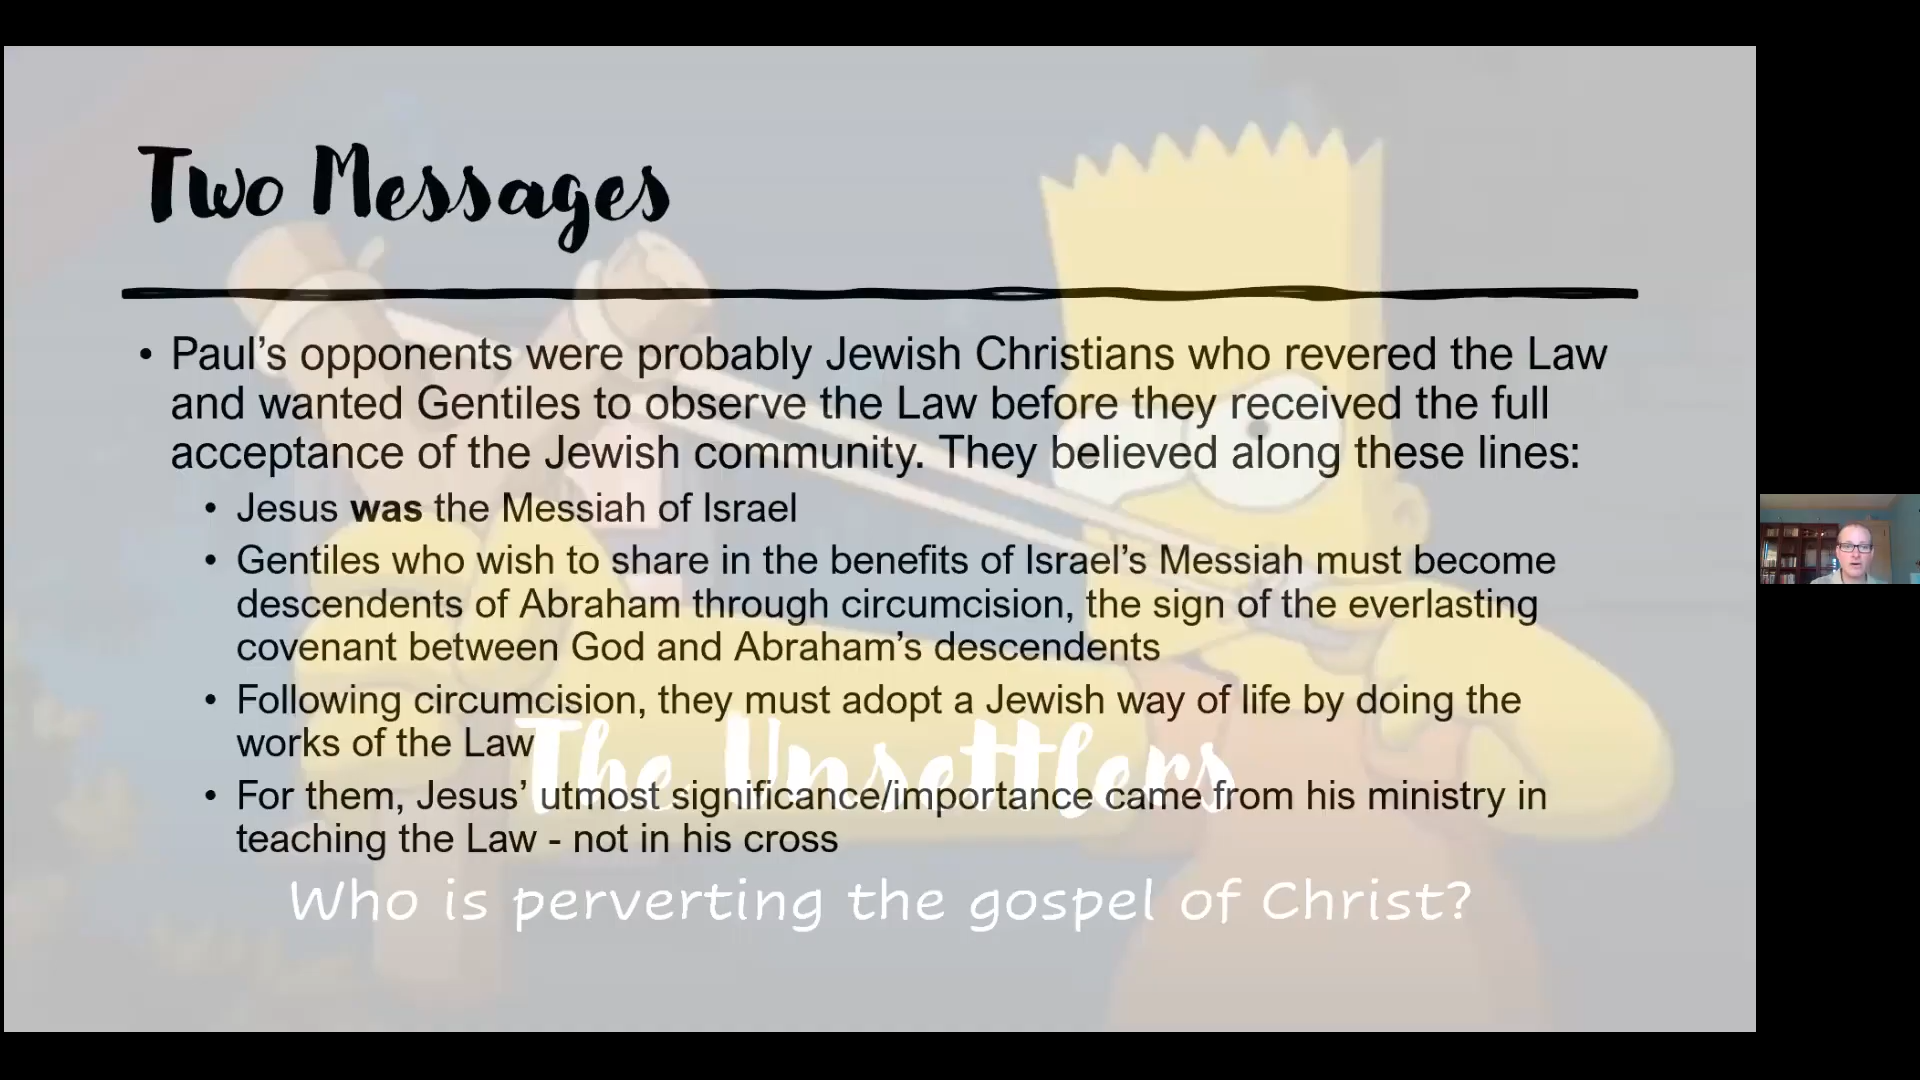 Two Messages
• Paul’s opponents were probably Jewish Christians who revered the Law
and wanted Gentiles to observe the Law before they received the full
acceptance of the Jewish community. They believed along these lines:
• Jesus was the Messiah of Israel
• Gentiles who wish to share in the benefits of Israel’s Messiah must become
descendents of Abraham through circumcision, the sign of the everlasting
covenant between God and Abraham’s descendents
• Following circumcision, they must adopt a Jewish way of life by doing the
works of the Law
The Unsettlers
• For them, Jesus’ utmost significance/importance came from his ministry in
teaching the Law - not in his cross
Who is perverting the gospel of Christ?